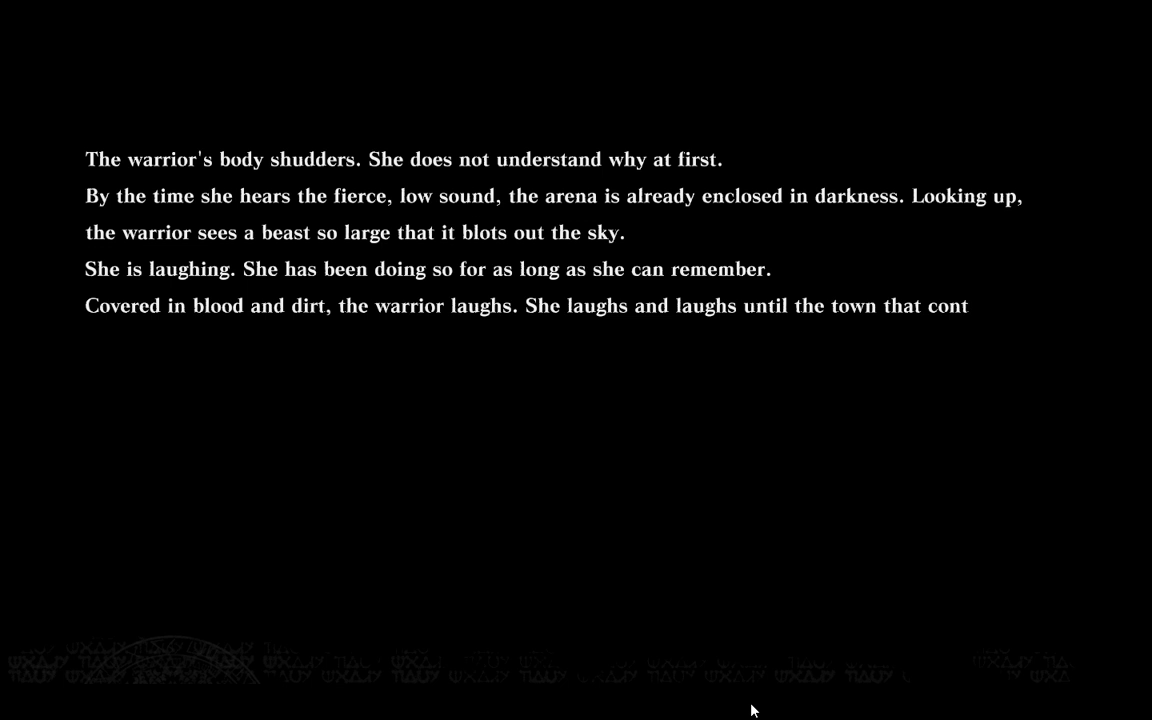 The warrior's body shudders. She does not understand why at first.
By the time she hears the fierce, low sound, the arena is already enclosed in darkness. Looking up,
the warrior sees a beast so large that it blots out the sky.
She is laughing. She has been doing so for as long as she can remember.
Covered in blood and dirt, the warrior laughs. She laughs and laughs until the town that cont